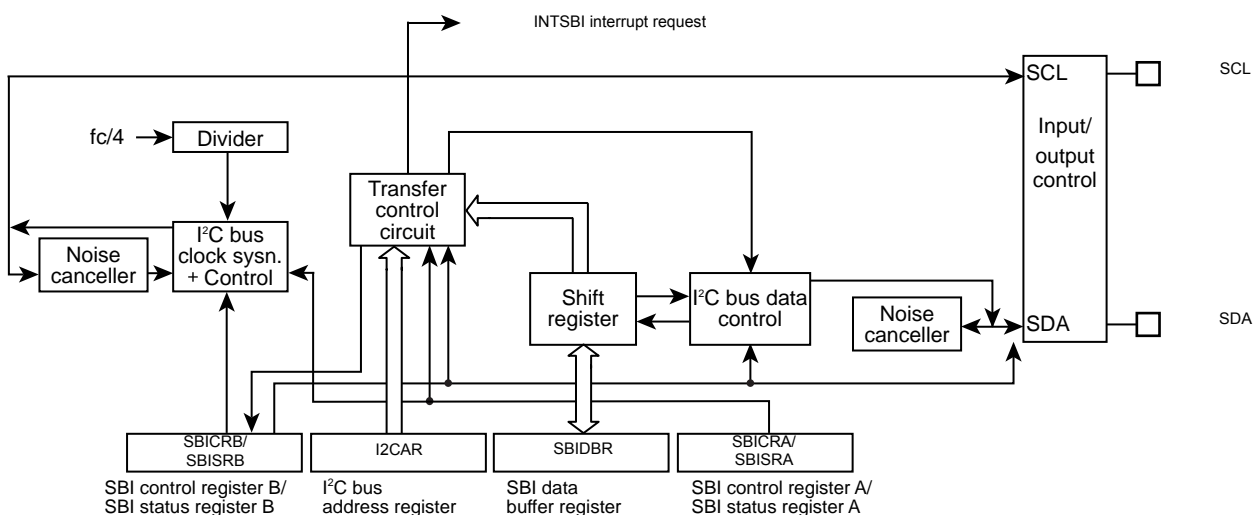 INTSBI interrupt request
SCL
SCL
fc/4
Divider
Input/
output
control
Transfer
control
circuit
I²C bus
clock sysn.
+ Control
Noise
canceller
Shift
register
I²C bus data
control
Noise
canceller
SDA
SDA
SBICRB/
SBISRB
I2CAR
SBIDBR
SBICRA/
SBISRA
SBI control register B/
SBI status register B
I²C bus
address register
SBI data
buffer register
SBI control register A/
SBI status register A